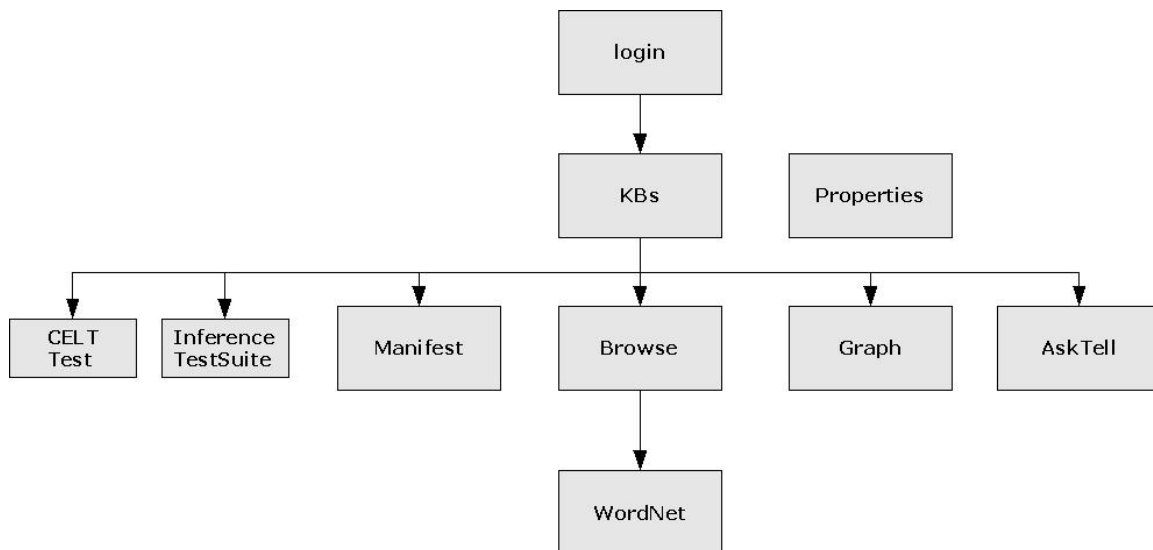 login
KBs
Properties
CELT
Test
Inference
TestSuite
Manifest
Browse
Graph
AskTell
WordNet